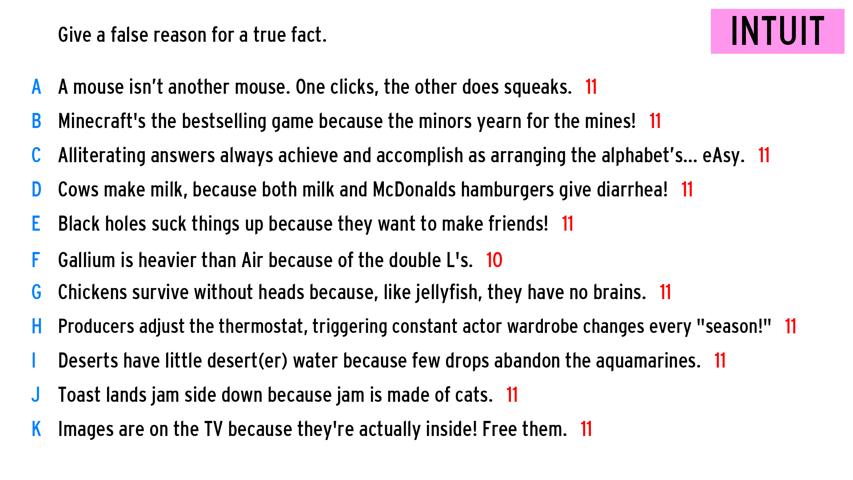 Give a false reason for a true fact.
INTUIT
A A mouse isn't another mouse. One clicks, the other does squeaks. 11
B Minecraft's the bestselling game because the minors yearn for the mines! 11
C Alliterating answers always achieve and accomplish as arranging the alphabet's... eAsy. 11
D Cows make milk, because both milk and McDonalds hamburgers give diarrhea! 11
E Black holes suck things up because they want to make friends! 11
F Gallium is heavier than Air because of the double L's. 10
G Chickens survive without heads because, like jellyfish, they have no brains. 11
H Producers adjust the thermostat, triggering constant actor wardrobe changes every "season!" 11
I Deserts have little desert(er) water because few drops abandon the aquamarines. 11
J Toast lands jam side down because jam is made of cats. 11
K Images are on the TV because they're actually inside! Free them. 11